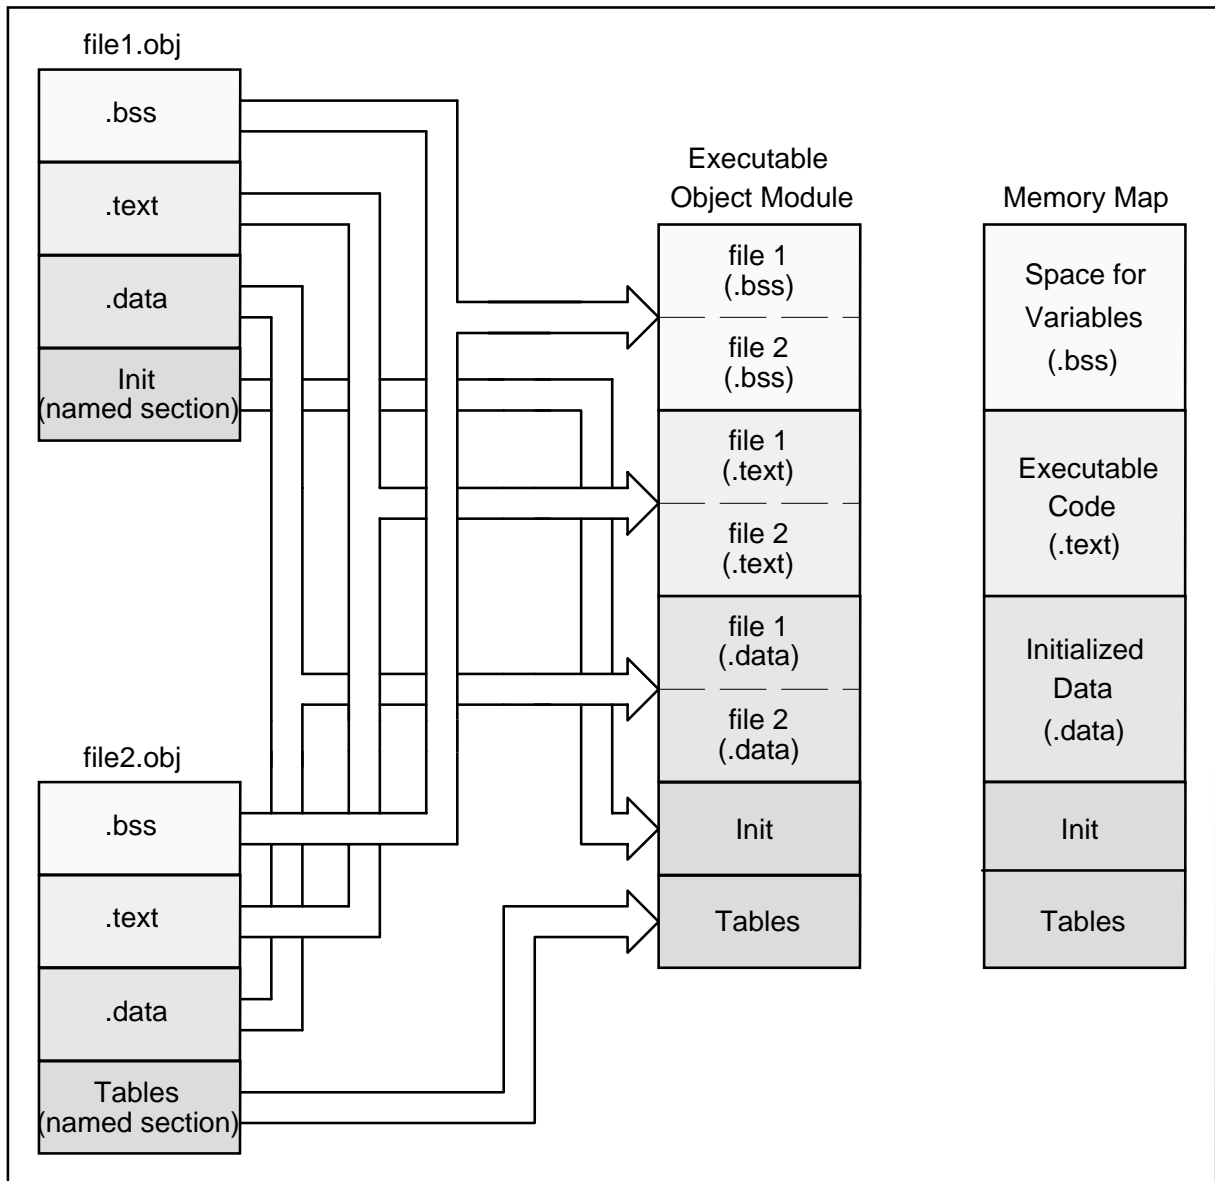 file1.obj
.bss
.text
.data
Init
(named section)
file2.obj
.bss
.text
.data
Tables
(named section)
Executable
Object Module
file 1
(.bss)
file 2
(.bss)
file 1
(.text)
file 2
(.text)
file 1
(.data)
file 2
(.data)
Init
Tables
Memory Map
Space for
Variables
(.bss)
Executable
Code
(.text)
Initialized
Data
(.data)
Init
Tables